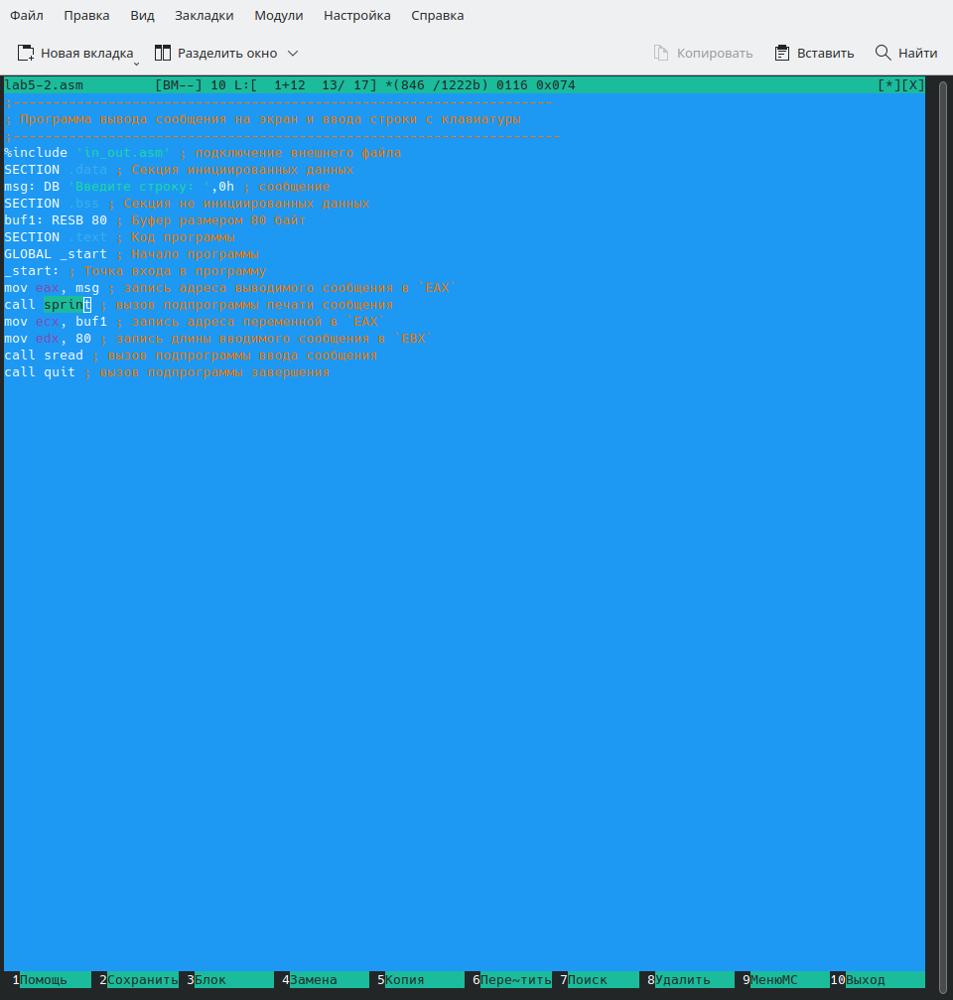 Файл Правка Вид Закладки Модули Настройка Справка
Новая вкладка Разделить окно Копировать Вставить Найти
lab5-2.asm [BM--] 10 L:[ 1+12 13/ 17] *(846 /1222b) 0116 0x074 [*][X]
;--------------------------------------------------------------------
; Программа вывода сообщения на экран и ввода строки с клавиатуры
;---------------------------------------------------------------------
%include 'in_out.asm' ; подключение внешнего файла
SECTION .data ; Секция инициированных данных
msg: DB 'Введите строку: ',0h ; сообщение
SECTION .bss ; Секция не инициированных данных
buf1: RESB 80 ; Буфер размером 80 байт
SECTION .text ; Код программы
GLOBAL _start ; Начало программы
_start: ; Точка входа в программу
mov eax, msg ; запись адреса выводимого сообщения в `EAX`
call sprint ; вызов подпрограммы печати сообщения
mov ecx, buf1 ; запись адреса переменной в `EAX`
mov edx, 80 ; запись длины вводимого сообщения в `EBX`
call sread ; вызов подпрограммы ввода сообщения
call quit ; вызов подпрограммы завершения
1Помощь 2Сохранить 3Блок 4Замена 5Копия 6Пере~тить 7Поиск 8Удалить 9МенюMC 10Выход